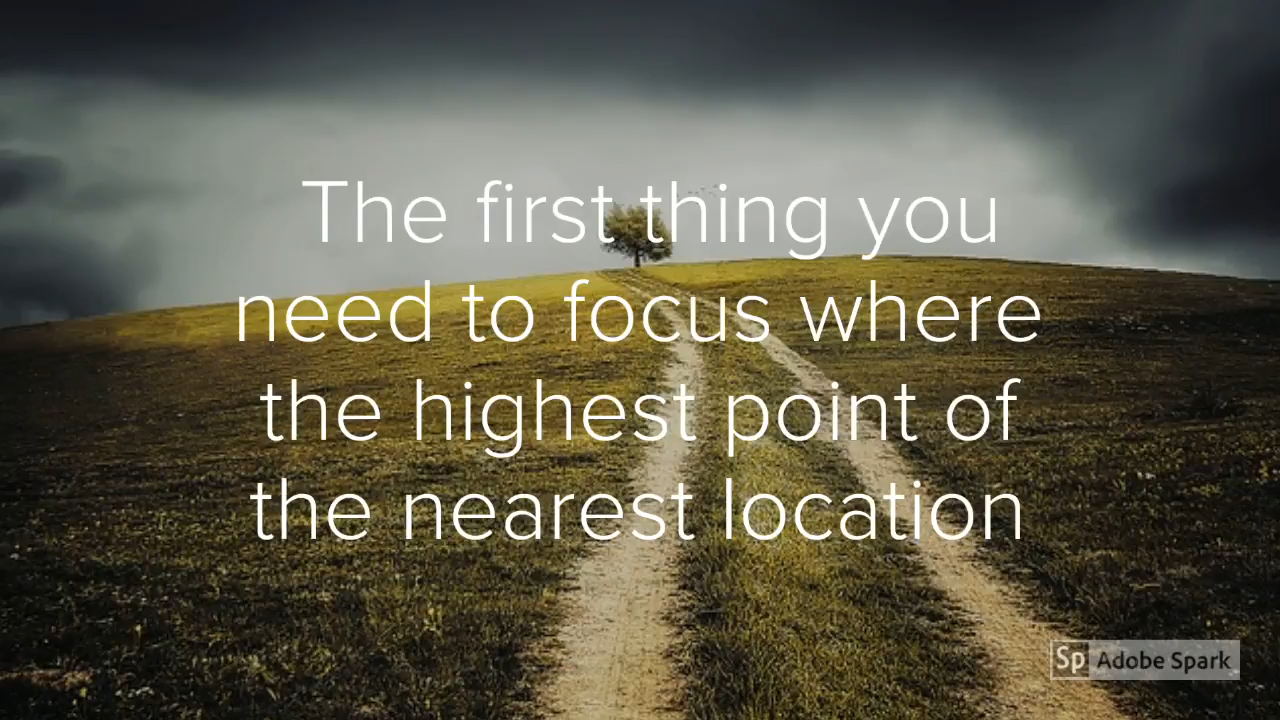 The first thing you
need to focus where
the highest point of
the nearest location
Sp Adobe Spark